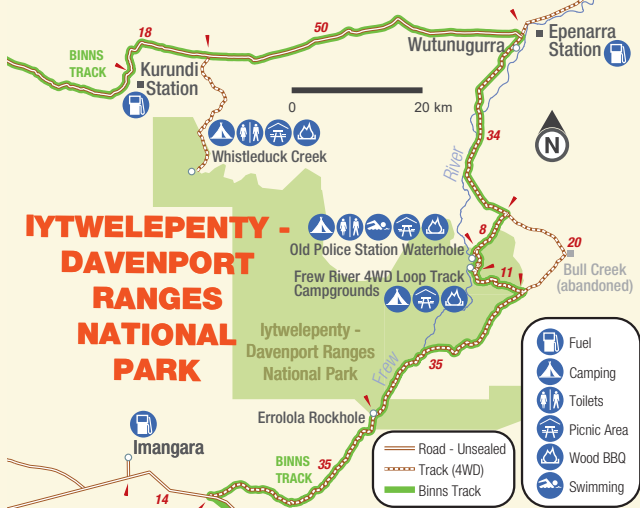 18
50
BINNS
TRACK
Wutunugurra
Epenarra
Station
Kurundi
Station
0
20 km
34
N
Whistleduck Creek
River
IYTWELEPENTY -
DAVENPORT
RANGES
NATIONAL
PARK
8
Old Police Station Waterhole
20
Bull Creek
(abandoned)
Frew River 4WD Loop Track
Campgrounds
11
Iytwelepenty -
Davenport Ranges
National Park
Frew
35
Errolola Rockhole
Imangara
BINNS
TRACK
35
14
Fuel
Camping
Toilets
Picnic Area
Wood BBQ
Swimming
Road - Unsealed
Track (4WD)
Binns Track